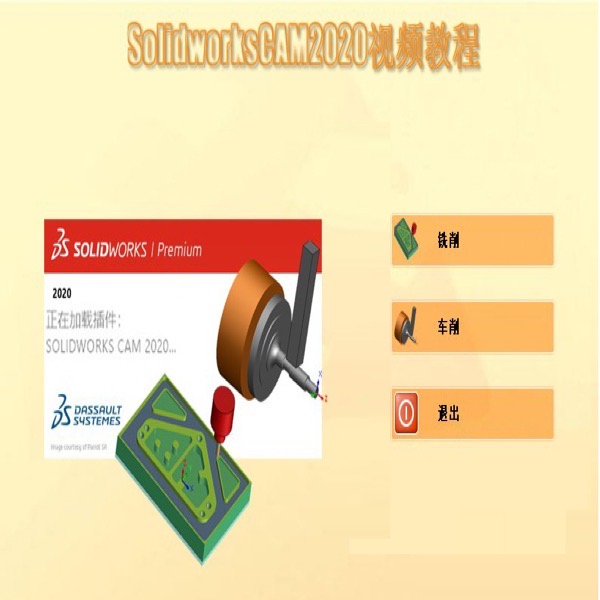 SolidworksCAM2020视频教程
DS SOLIDWORKS | Premium
2020
正在加载插件:
SOLIDWORKS CAM 2020...
DASSAULT
SYSTEMES
Image courtesy of Parrot SA
铣削
车削
退出